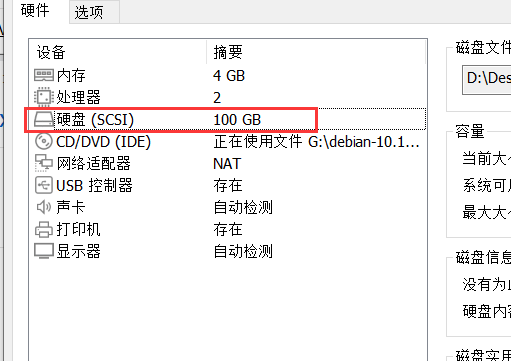 硬件 选项
设备 摘要
内存 4 GB
处理器 2
硬盘 (SCSI) 100 GB
CD/DVD (IDE) 正在使用文件 G:\debian-10.1...
网络适配器 NAT
USB 控制器 存在
声卡 自动检测
打印机 存在
显示器 自动检测
磁盘文件
D:\Des
容量
当前大
系统可
最大大
磁盘信息
没有为
硬盘内
磁盘实用